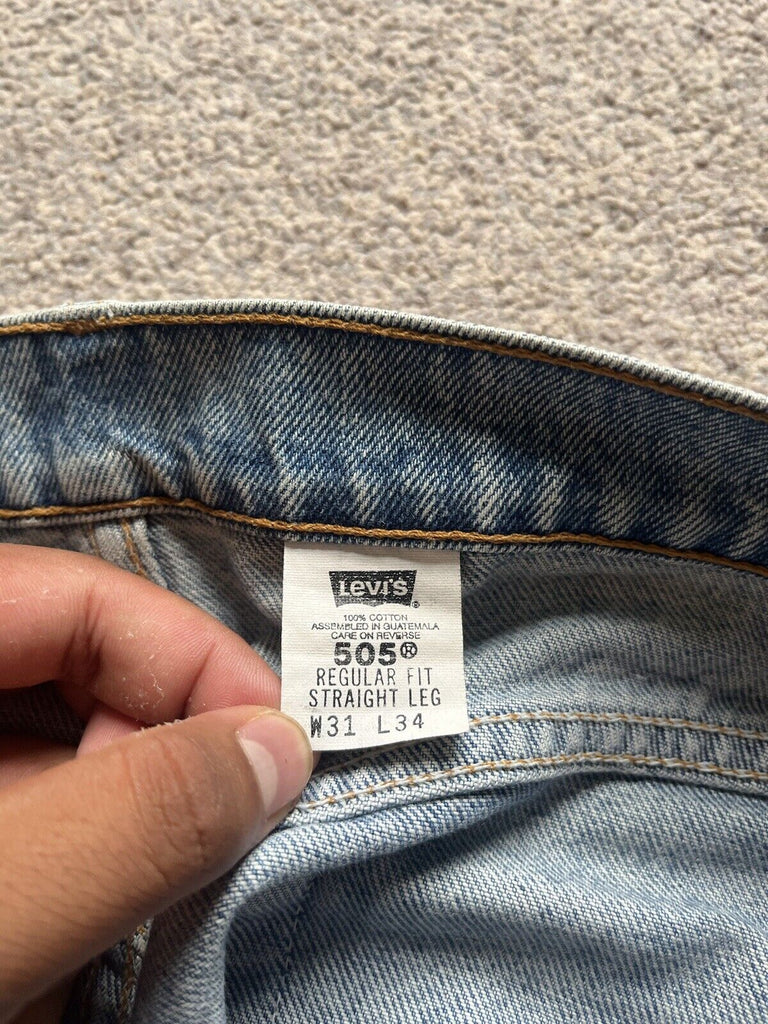 Levi's ®
100% COTTON
ASSEMBLED IN GUATEMALA
CARE ON REVERSE
505®
REGULAR FIT
STRAIGHT LEG
W31 L34